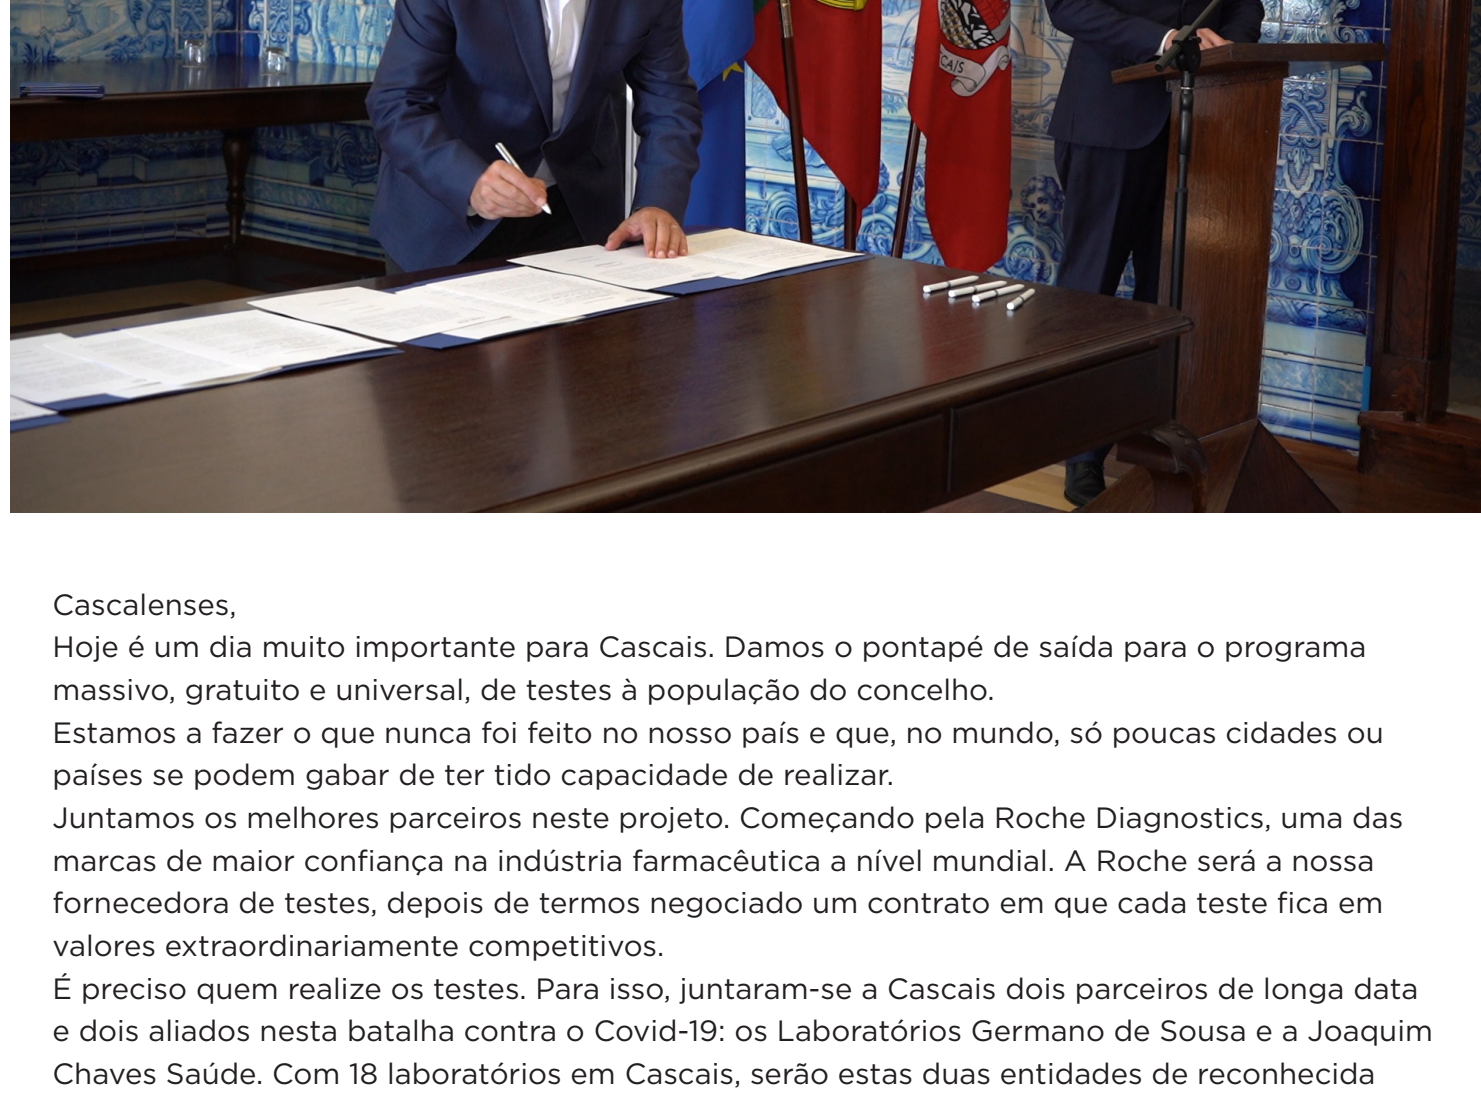 CAIS
Cascalenses,
Hoje é um dia muito importante para Cascais. Damos o pontapé de saída para o programa
massivo, gratuito e universal, de testes à população do concelho.
Estamos a fazer o que nunca foi feito no nosso país e que, no mundo, só poucas cidades ou
países se podem gabar de ter tido capacidade de realizar.
Juntamos os melhores parceiros neste projeto. Começando pela Roche Diagnostics, uma das
marcas de maior confiança na indústria farmacêutica a nível mundial. A Roche será a nossa
fornecedora de testes, depois de termos negociado um contrato em que cada teste fica em
valores extraordinariamente competitivos.
É preciso quem realize os testes. Para isso, juntaram-se a Cascais dois parceiros de longa data
e dois aliados nesta batalha contra o Covid-19: os Laboratórios Germano de Sousa e a Joaquim
Chaves Saúde. Com 18 laboratórios em Cascais, serão estas duas entidades de reconhecida